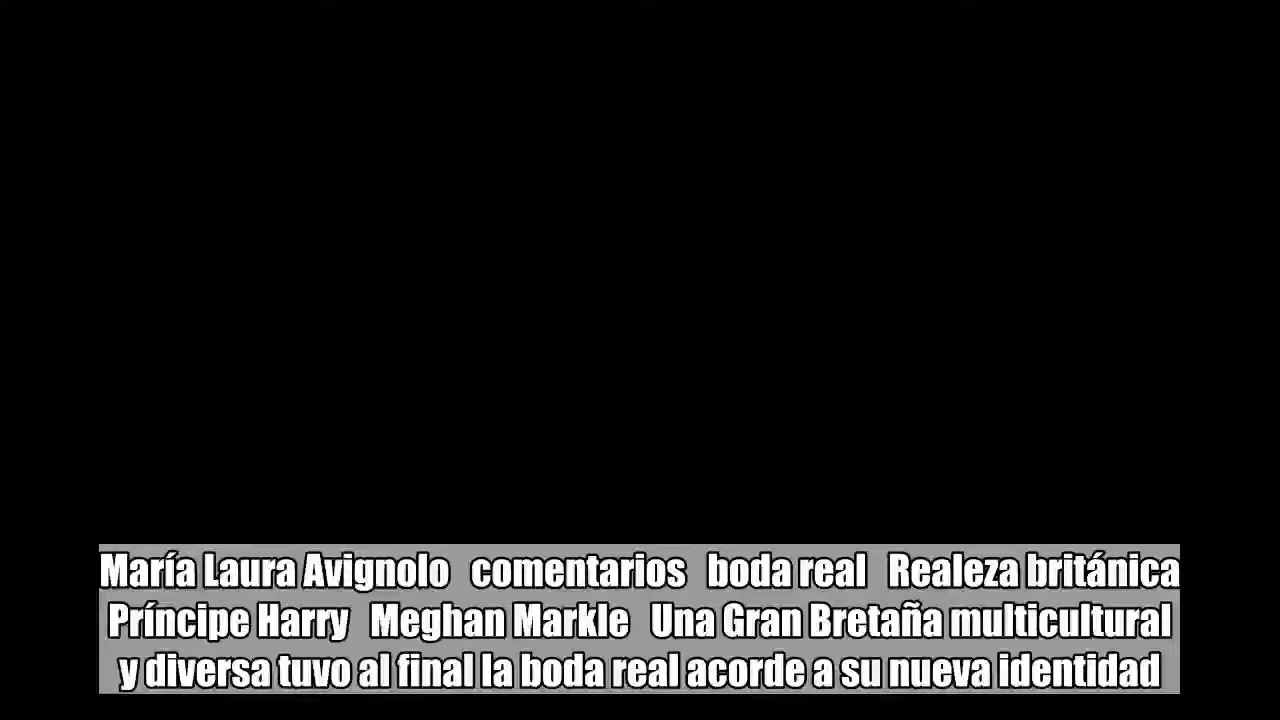 María Laura Avignolo comentarios boda real Realeza británica
Príncipe Harry Meghan Markle Una Gran Bretaña multicultural
y diversa tuvo al final la boda real acorde a su nueva identidad